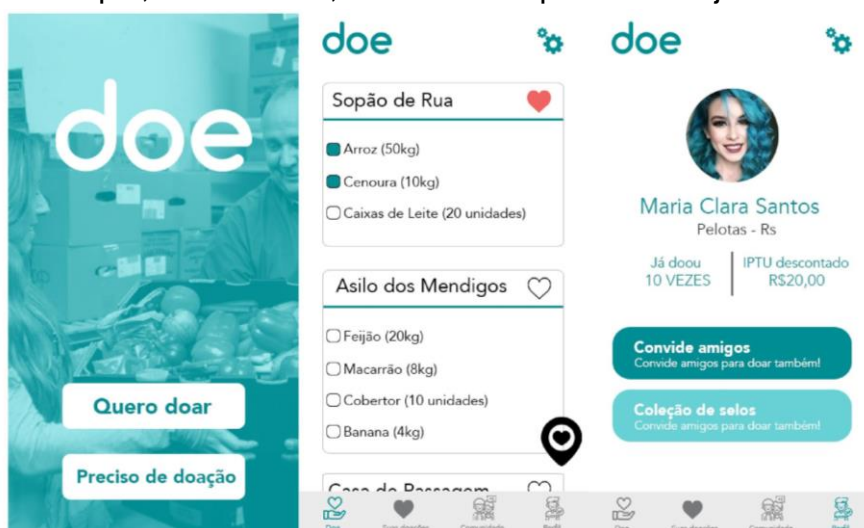 doe
Quero doar
Preciso de doação
doe
Sopão de Rua
Arroz (50kg)
Cenoura (10kg)
Caixas de Leite (20 unidades)
Asilo dos Mendigos
Feijão (20kg)
Macarrão (8kg)
Cobertor (10 unidades)
Banana (4kg)
Casa de Passagem
doe
Maria Clara Santos
Pelotas - Rs
Já doou
10 VEZES
IPTU descontado
R$20,00
Convide amigos
Convide amigos para doar também!
Coleção de selos
Convide amigos para doar também!